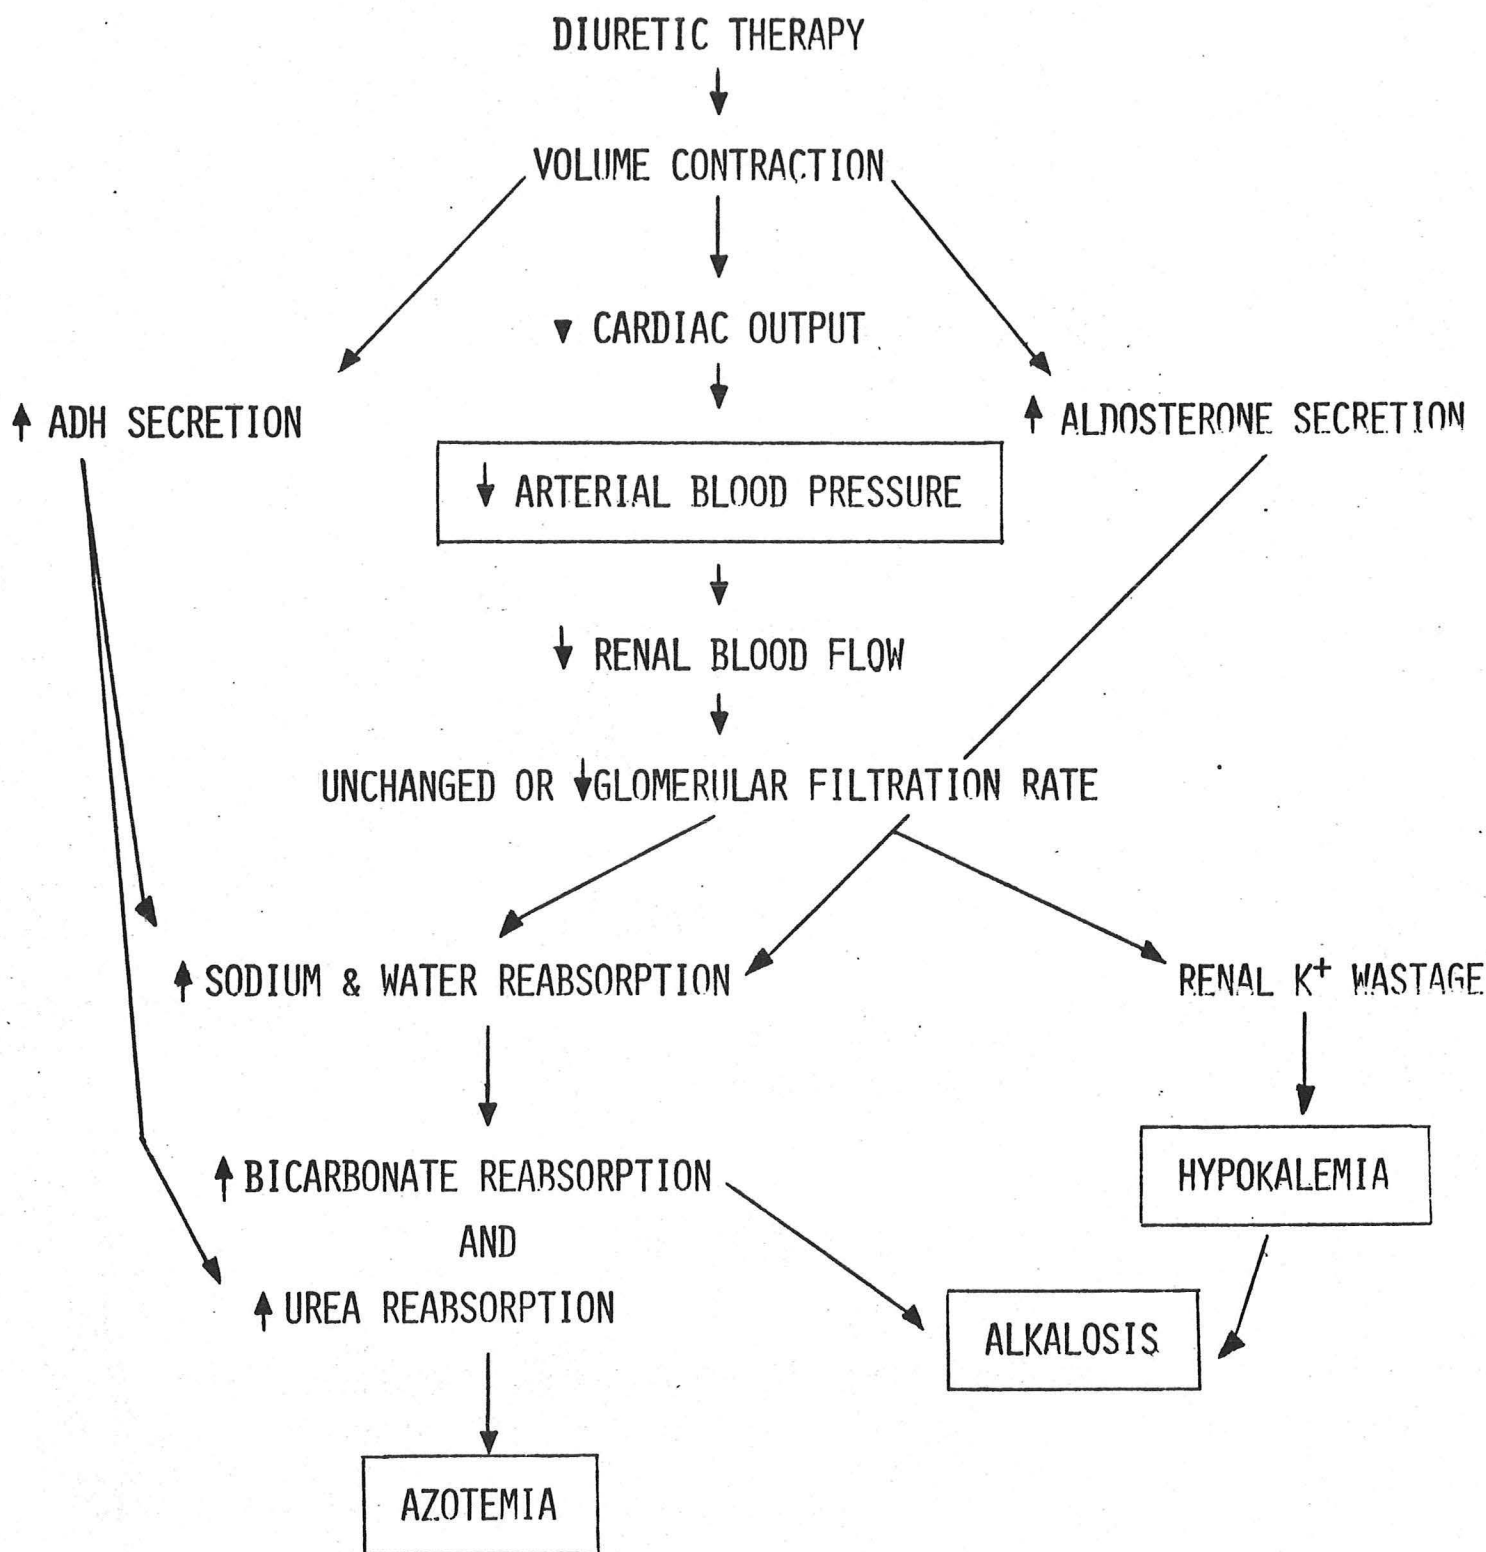 DIURETIC THERAPY
VOLUME CONTRACTION
▼ CARDIAC OUTPUT
↑ ADH SECRETION
↑ ALDOSTERONE SECRETION
↓ ARTERIAL BLOOD PRESSURE
↓ RENAL BLOOD FLOW
UNCHANGED OR ↓GLOMERULAR FILTRATION RATE
↑ SODIUM & WATER REABSORPTION
RENAL K⁺ WASTAGE
↑ BICARBONATE REABSORPTION
HYPOKALEMIA
AND
↑ UREA REABSORPTION
ALKALOSIS
AZOTEMIA